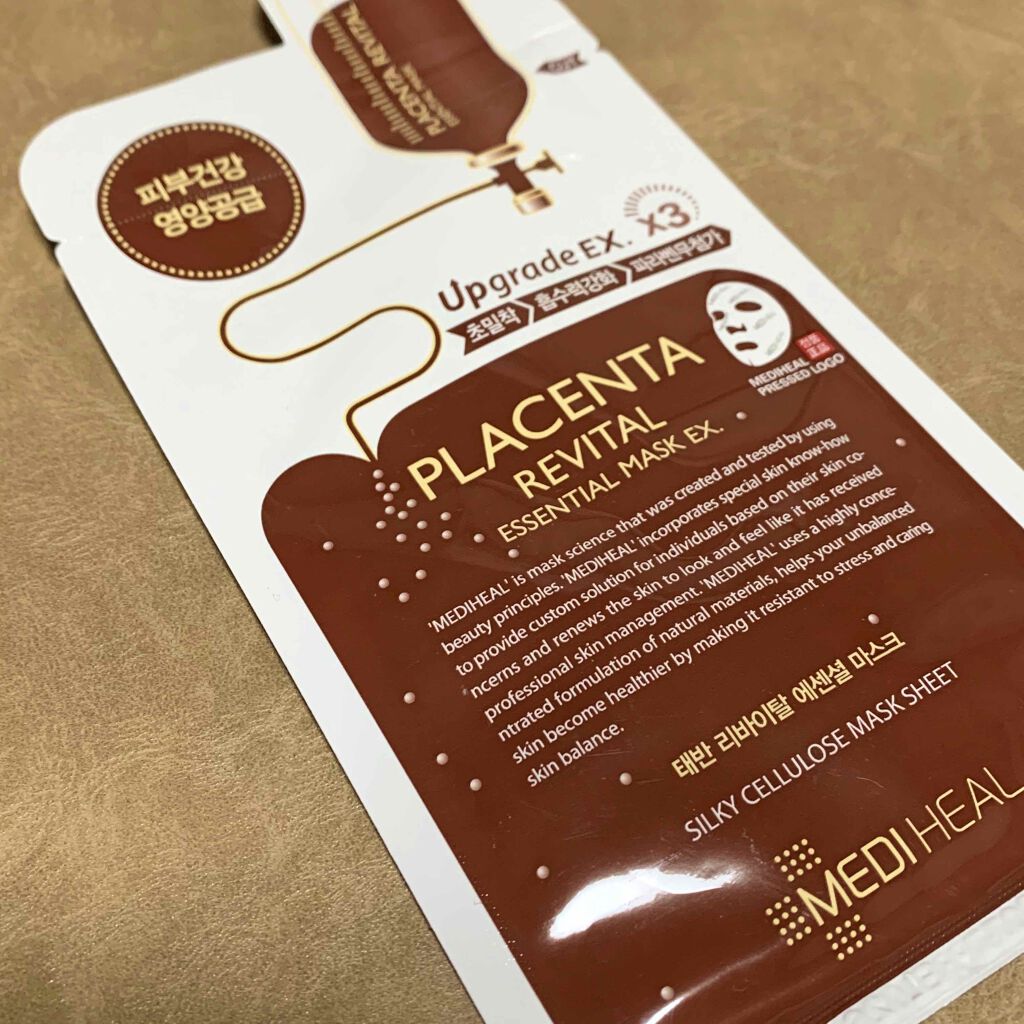 PLACENTA REVITAL
ESSENTIAL MASK
피부건강
영양공급
Upgrade EX. X3
초밀착 흡수력강화 파라벤무첨가
MEDIHEAL
PRESSED LOGO
PLACENTA
REVITAL
ESSENTIAL MASK EX.
'MEDIHEAL' is mask science that was created and tested by using
beauty principles, 'MEDIHEAL' incorporates special skin know-how
to provide custom solution for individuals based on their skin co-
ncerns and renews the skin to look and feel like it has received
professional skin management. 'MEDIHEAL' uses a highly conce-
ntrated formulation of natural materials, helps your unbalanced
skin become healthier by making it resistant to stress and caring
skin balance.
태반 리바이탈 에센셜 마스크
SILKY CELLULOSE MASK SHEET
MEDIHEAL